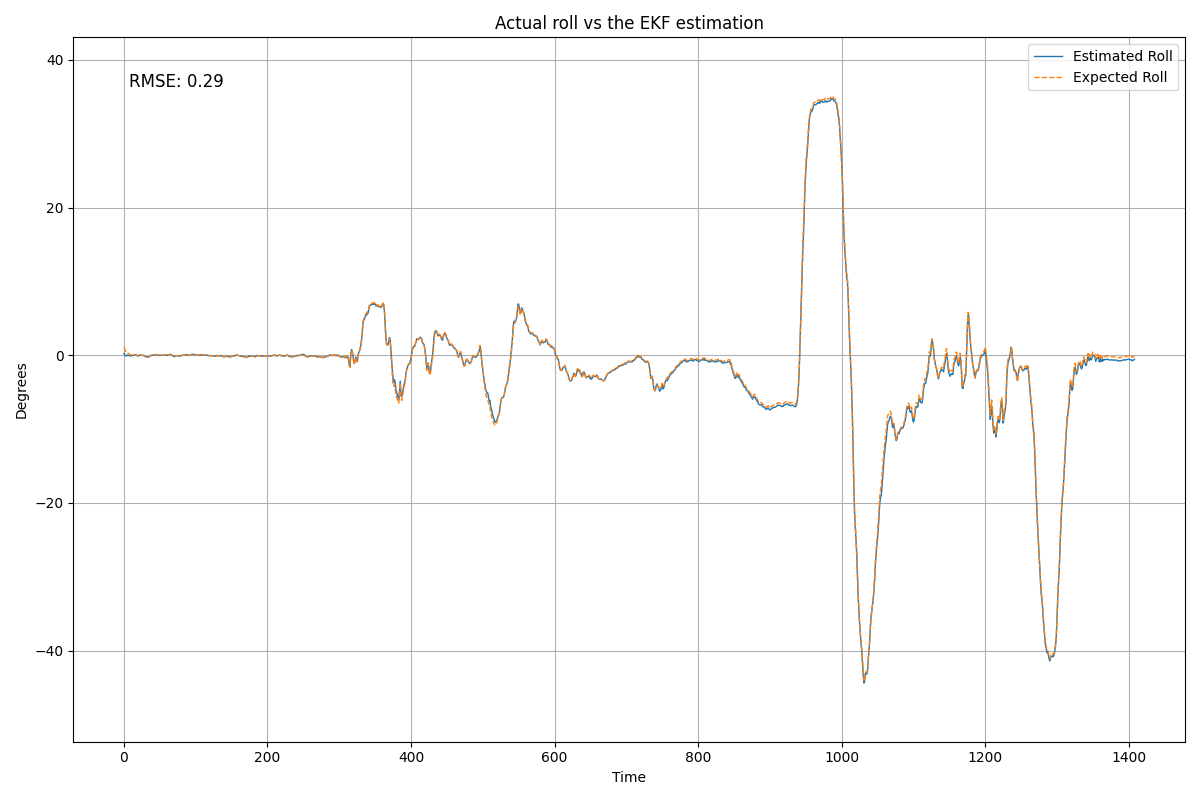 Actual roll vs the EKF estimation
RMSE: 0.29
Estimated Roll
Expected Roll
Degrees
40
20
0
−20
−40
0 200 400 600 800 1000 1200 1400
Time